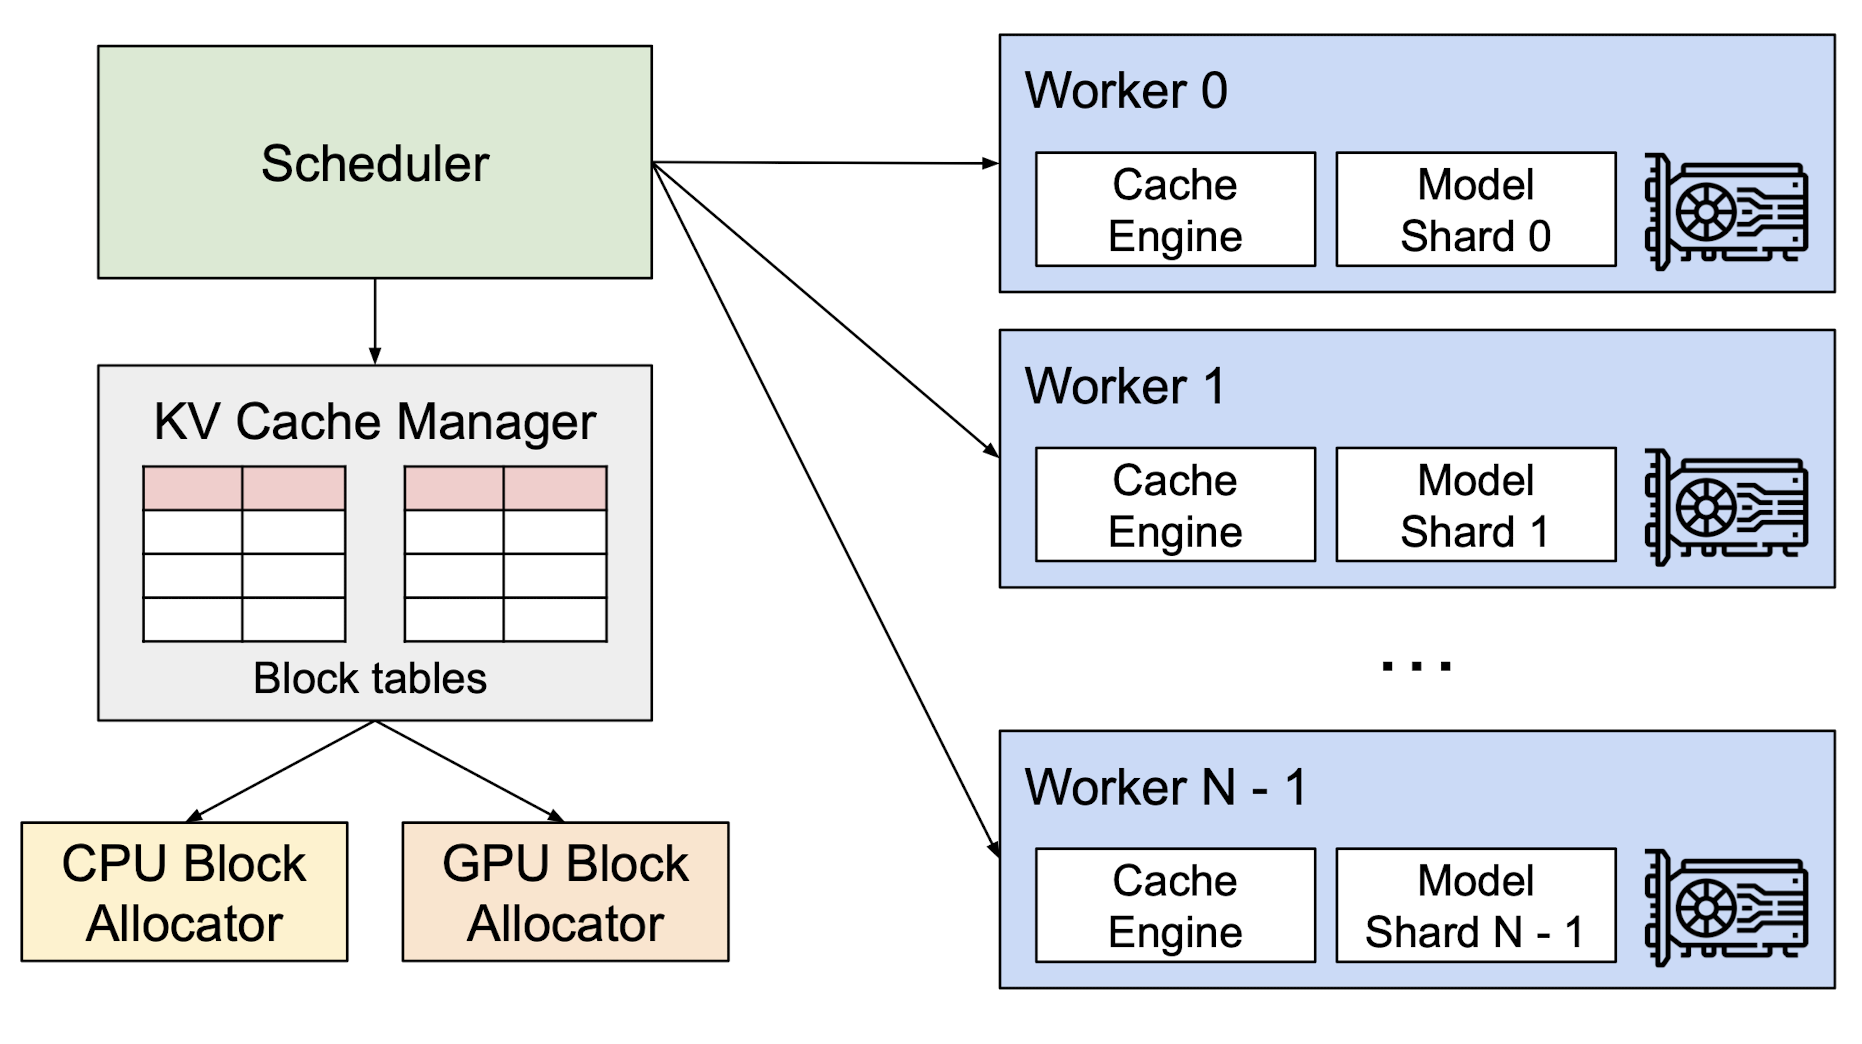 Scheduler
KV Cache Manager
Block tables
CPU Block
Allocator
GPU Block
Allocator
Worker 0
Cache
Engine
Model
Shard 0
Worker 1
Cache
Engine
Model
Shard 1
...
Worker N - 1
Cache
Engine
Model
Shard N - 1